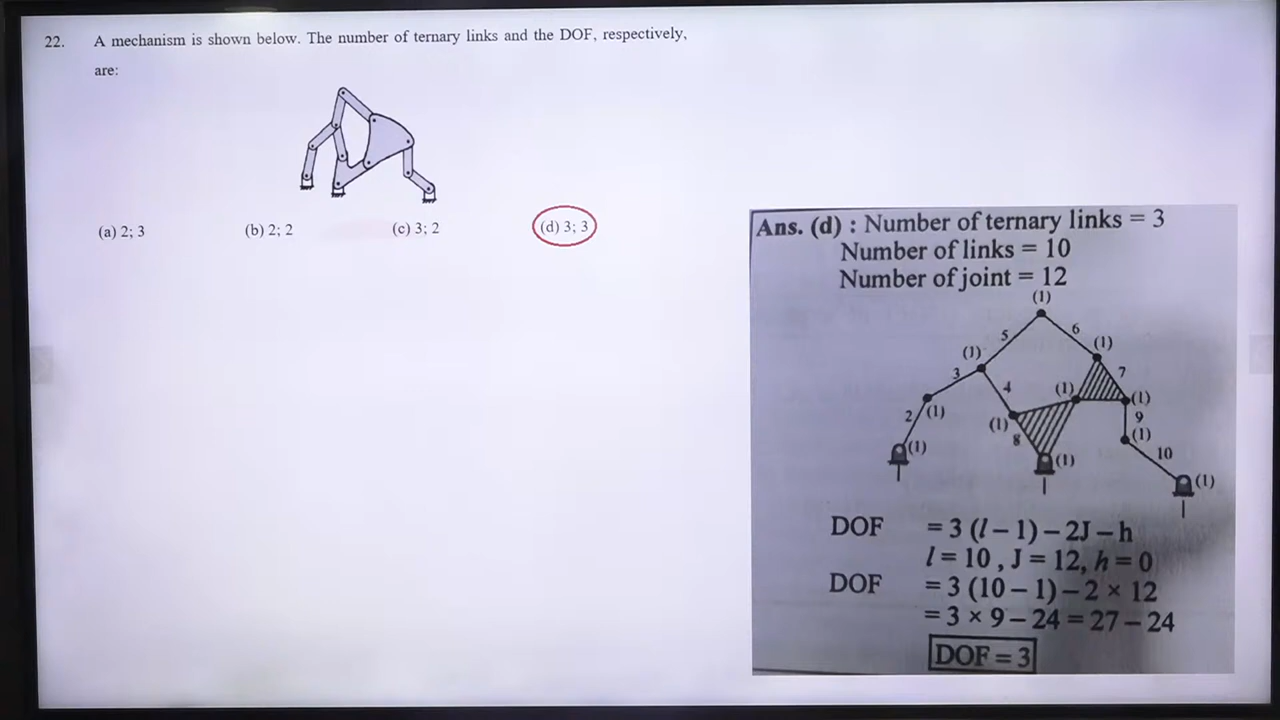 22. A mechanism is shown below. The number of ternary links and the DOF, respectively,
are:
(a) 2; 3 (b) 2; 2 (c) 3; 2 (d) 3; 3
Ans. (d) : Number of ternary links = 3
Number of links = 10
Number of joint = 12
(1)
5 6
(1) (1)
3 7
4 (1)
2 (1) (1) (1)
9
8 (1)
(1) 10
(1) (1)
DOF = 3 (l – 1) – 2J – h
l = 10 , J = 12, h = 0
DOF = 3 (10 – 1) – 2 × 12
= 3 × 9 – 24 = 27 – 24
DOF = 3